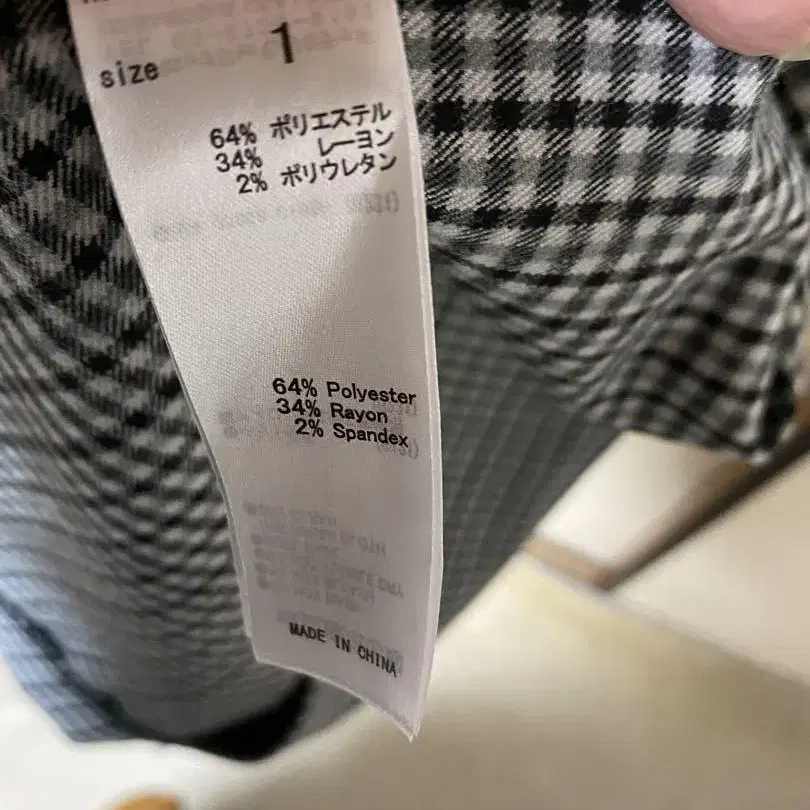 size 1
64% ポリエステル
34% レーヨン
2% ポリウレタン
64% Polyester
34% Rayon
2% Spandex
MADE IN CHINA